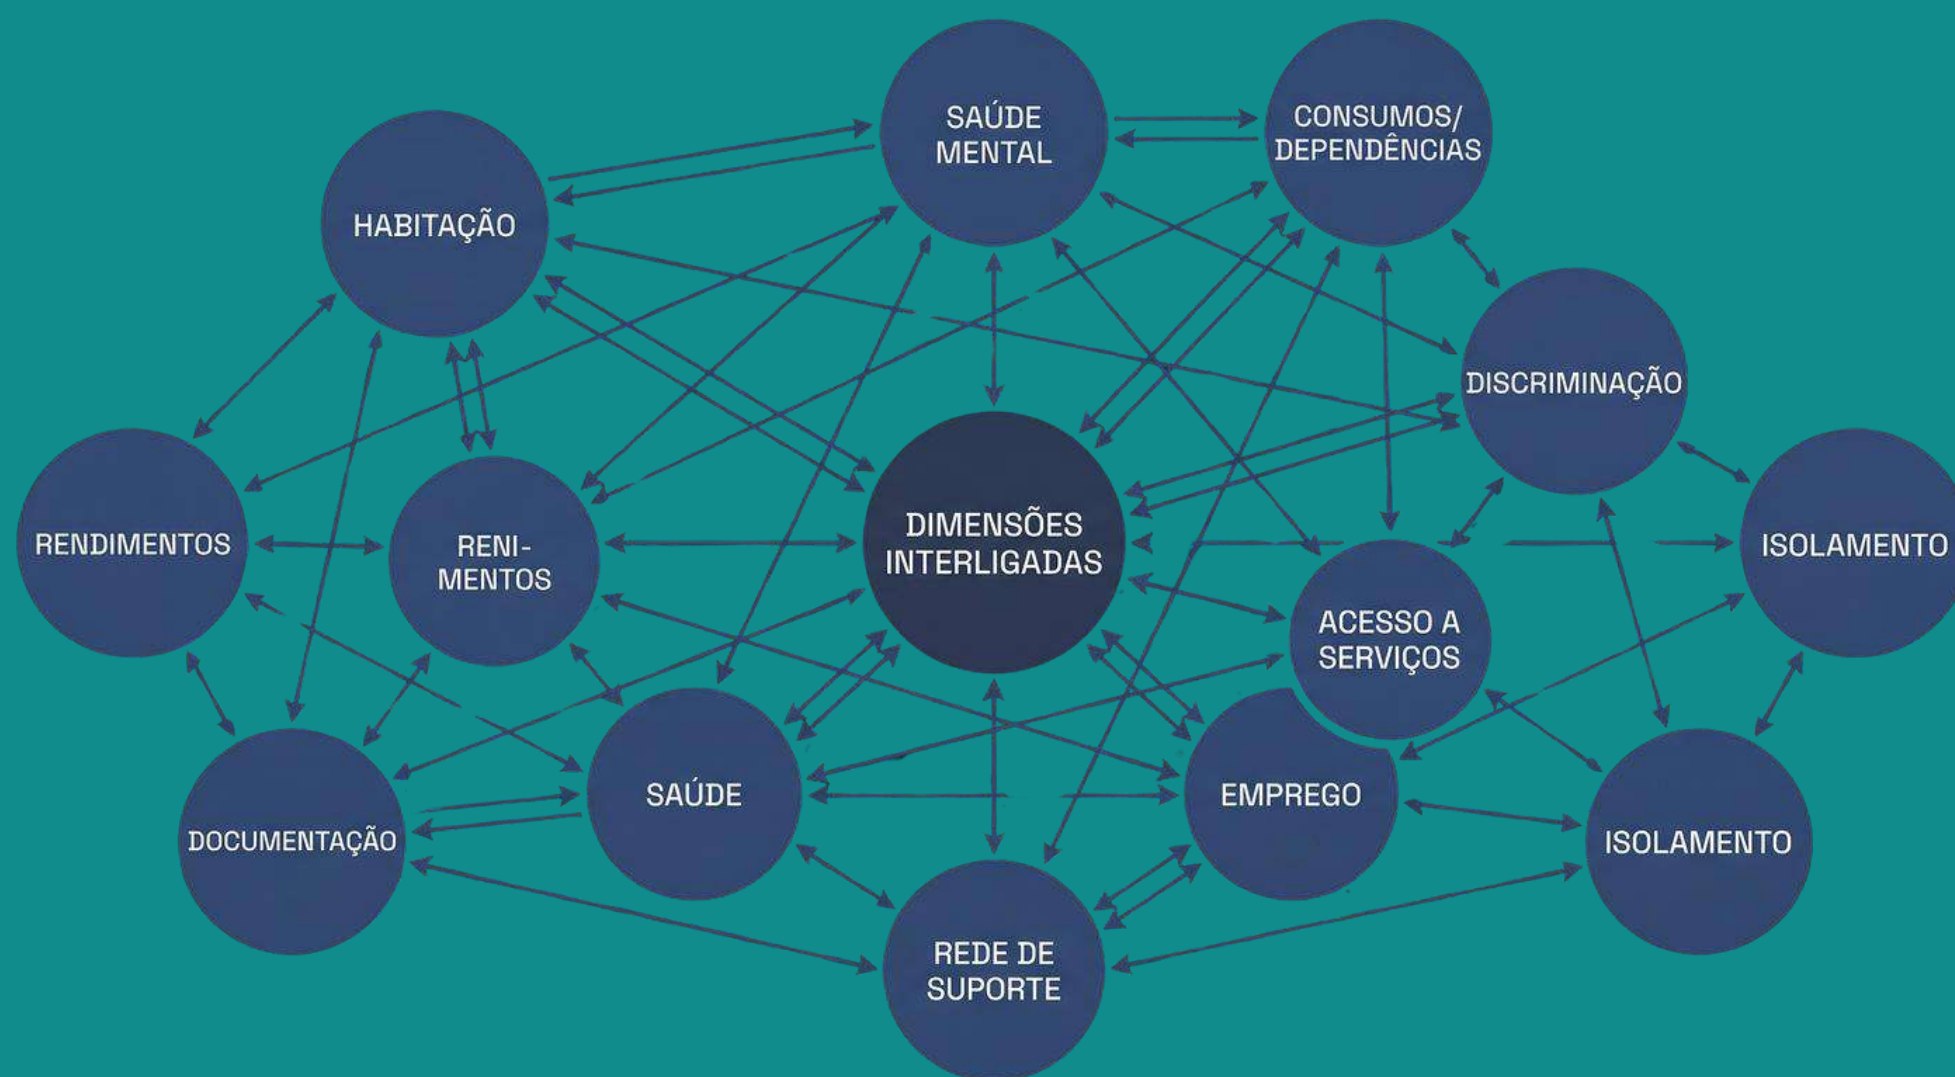 SAÚDE
MENTAL
CONSUMOS/
DEPENDÊNCIAS
HABITAÇÃO
DISCRIMINAÇÃO
RENDIMENTOS
RENI-
MENTOS
DIMENSÕES
INTERLIGADAS
ISOLAMENTO
ACESSO A
SERVIÇOS
SAÚDE
EMPREGO
DOCUMENTAÇÃO
ISOLAMENTO
REDE DE
SUPORTE